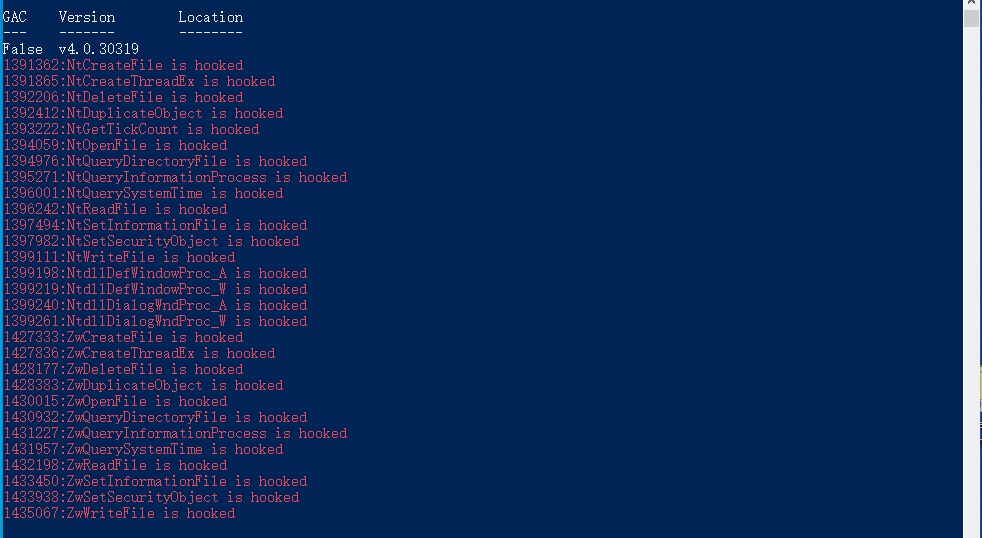 GAC    Version        Location
---    -------        --------
False  v4.0.30319
1391362:NtCreateFile is hooked
1391865:NtCreateThreadEx is hooked
1392206:NtDeleteFile is hooked
1392412:NtDuplicateObject is hooked
1393222:NtGetTickCount is hooked
1394059:NtOpenFile is hooked
1394976:NtQueryDirectoryFile is hooked
1395271:NtQueryInformationProcess is hooked
1396001:NtQuerySystemTime is hooked
1396242:NtReadFile is hooked
1397494:NtSetInformationFile is hooked
1397982:NtSetSecurityObject is hooked
1399111:NtWriteFile is hooked
1399198:NtdllDefWindowProc_A is hooked
1399219:NtdllDefWindowProc_W is hooked
1399240:NtdllDialogWndProc_A is hooked
1399261:NtdllDialogWndProc_W is hooked
1427333:ZwCreateFile is hooked
1427836:ZwCreateThreadEx is hooked
1428177:ZwDeleteFile is hooked
1428383:ZwDuplicateObject is hooked
1430015:ZwOpenFile is hooked
1430932:ZwQueryDirectoryFile is hooked
1431227:ZwQueryInformationProcess is hooked
1431957:ZwQuerySystemTime is hooked
1432198:ZwReadFile is hooked
1433450:ZwSetInformationFile is hooked
1433938:ZwSetSecurityObject is hooked
1435067:ZwWriteFile is hooked